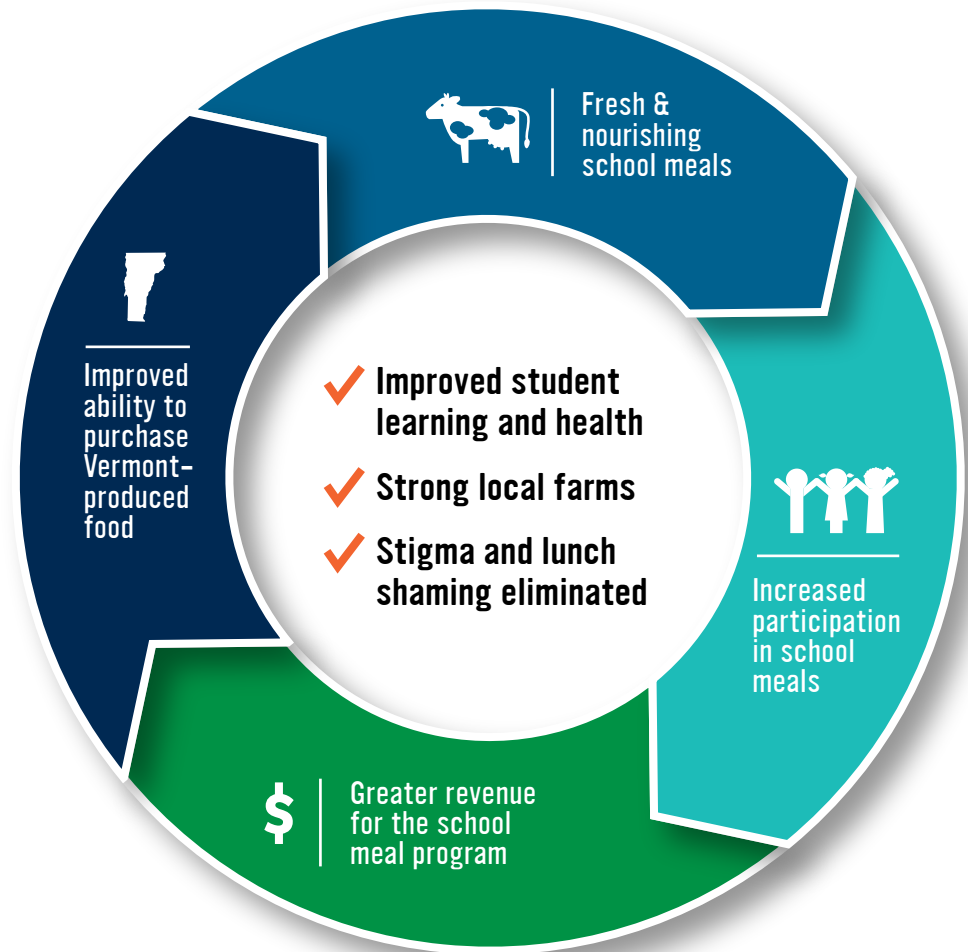 Fresh &
nourishing
school meals
Increased
participation
in school
meals
$
Greater revenue
for the school
meal program
Improved
ability to
purchase
Vermont-
produced
food
Improved student
learning and health
Strong local farms
Stigma and lunch
shaming eliminated